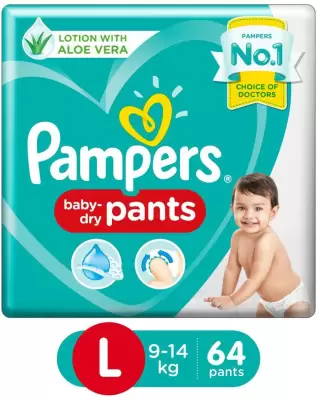 LOTION WITH
ALOE VERA
PAMPERS
No.1
CHOICE OF
DOCTORS
Pampers®
baby-
dry pants
L 9-14 kg 64 pants